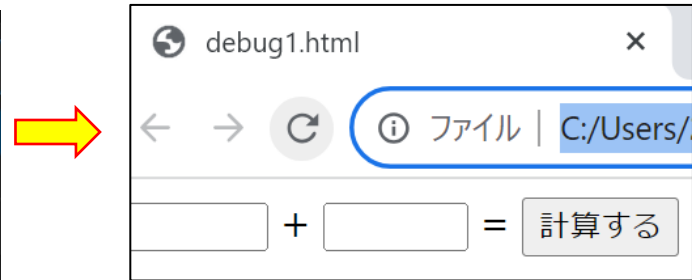 debug1.html
ファイル | C:/Users/
+ = 計算する